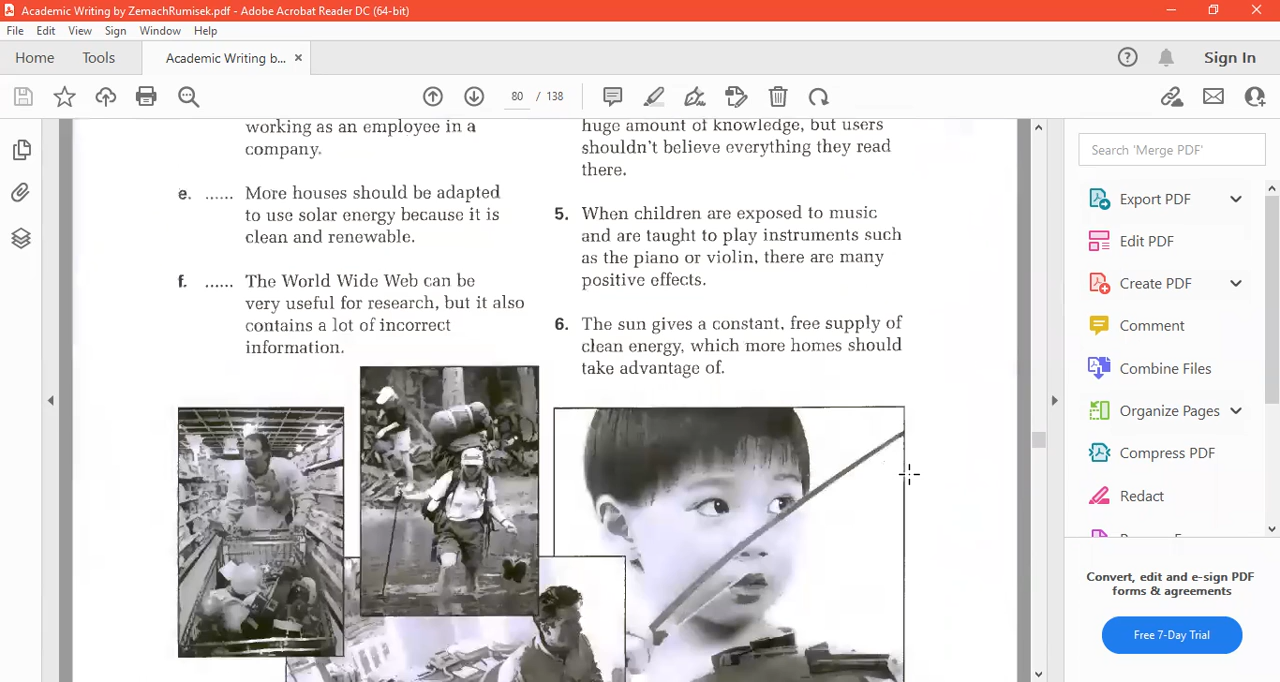 Academic Writing by ZemachRumisek.pdf - Adobe Acrobat Reader DC (64-bit)
File Edit View Sign Window Help
Home Tools Academic Writing b... × Sign In
80 / 138
working as an employee in a
company.
e. ...... More houses should be adapted
to use solar energy because it is
clean and renewable.
f. ...... The World Wide Web can be
very useful for research, but it also
contains a lot of incorrect
information.
huge amount of knowledge, but users
shouldn't believe everything they read
there.
5. When children are exposed to music
and are taught to play instruments such
as the piano or violin, there are many
positive effects.
6. The sun gives a constant, free supply of
clean energy, which more homes should
take advantage of.
Search 'Merge PDF'
Export PDF
Edit PDF
Create PDF
Comment
Combine Files
Organize Pages
Compress PDF
Redact
Convert, edit and e-sign PDF
forms & agreements
Free 7-Day Trial